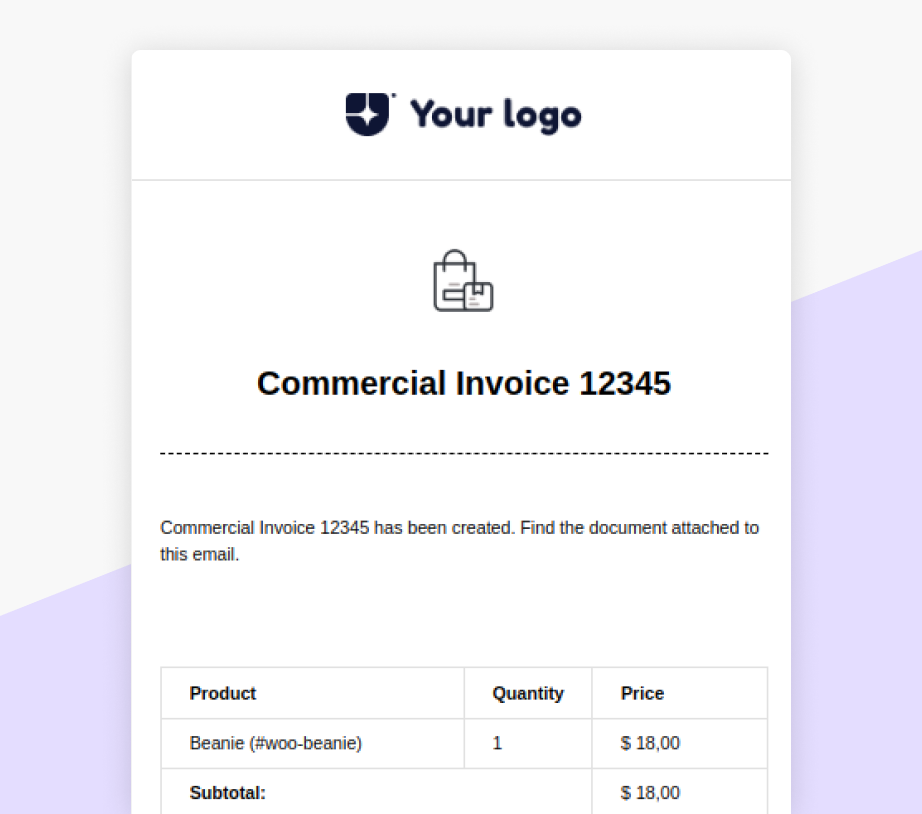 Your logo
Commercial Invoice 12345
Commercial Invoice 12345 has been created. Find the document attached to
this email.
Product Quantity Price
Beanie (#woo-beanie) 1 $ 18,00
Subtotal: $ 18,00